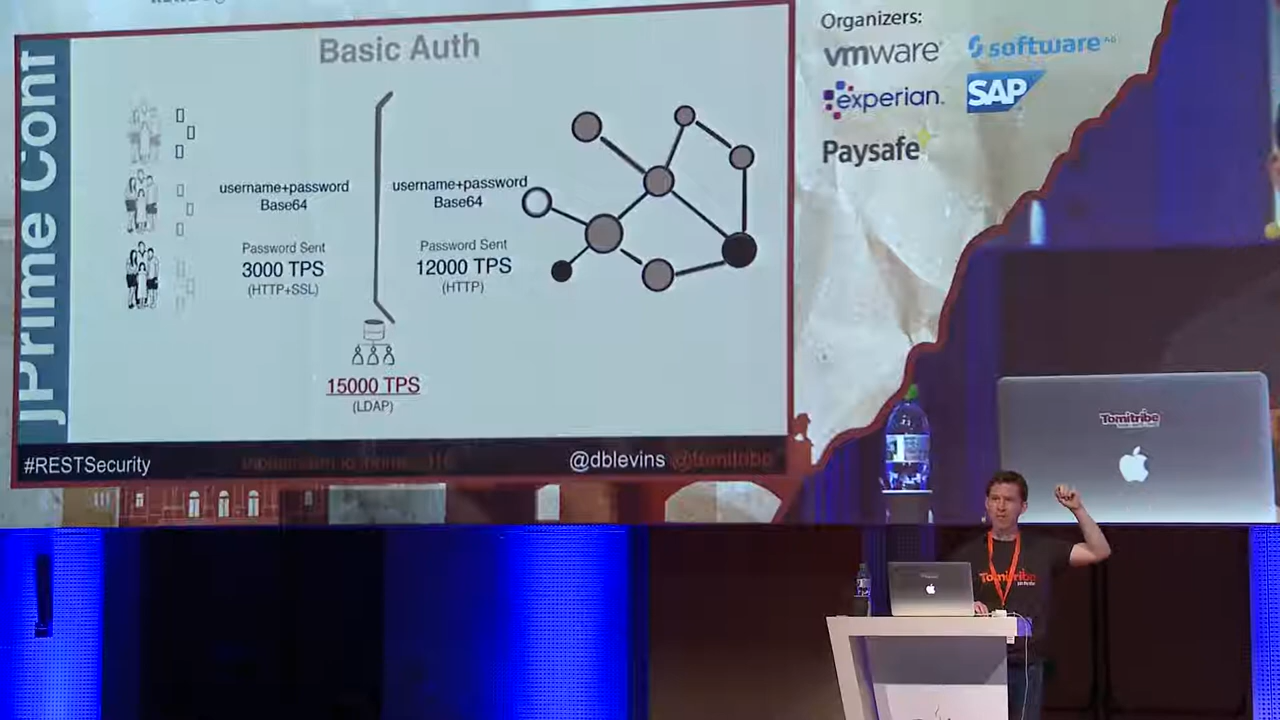 jPrime Conf
Basic Auth
username+password
Base64
Password Sent
3000 TPS
(HTTP+SSL)
username+password
Base64
Password Sent
12000 TPS
(HTTP)
15000 TPS
(LDAP)
#RESTSecurity
@dblevins @tomitribe
Organizers:
vmware
software AG
experian.
SAP
Paysafe
Tomitribe
Tomitribe